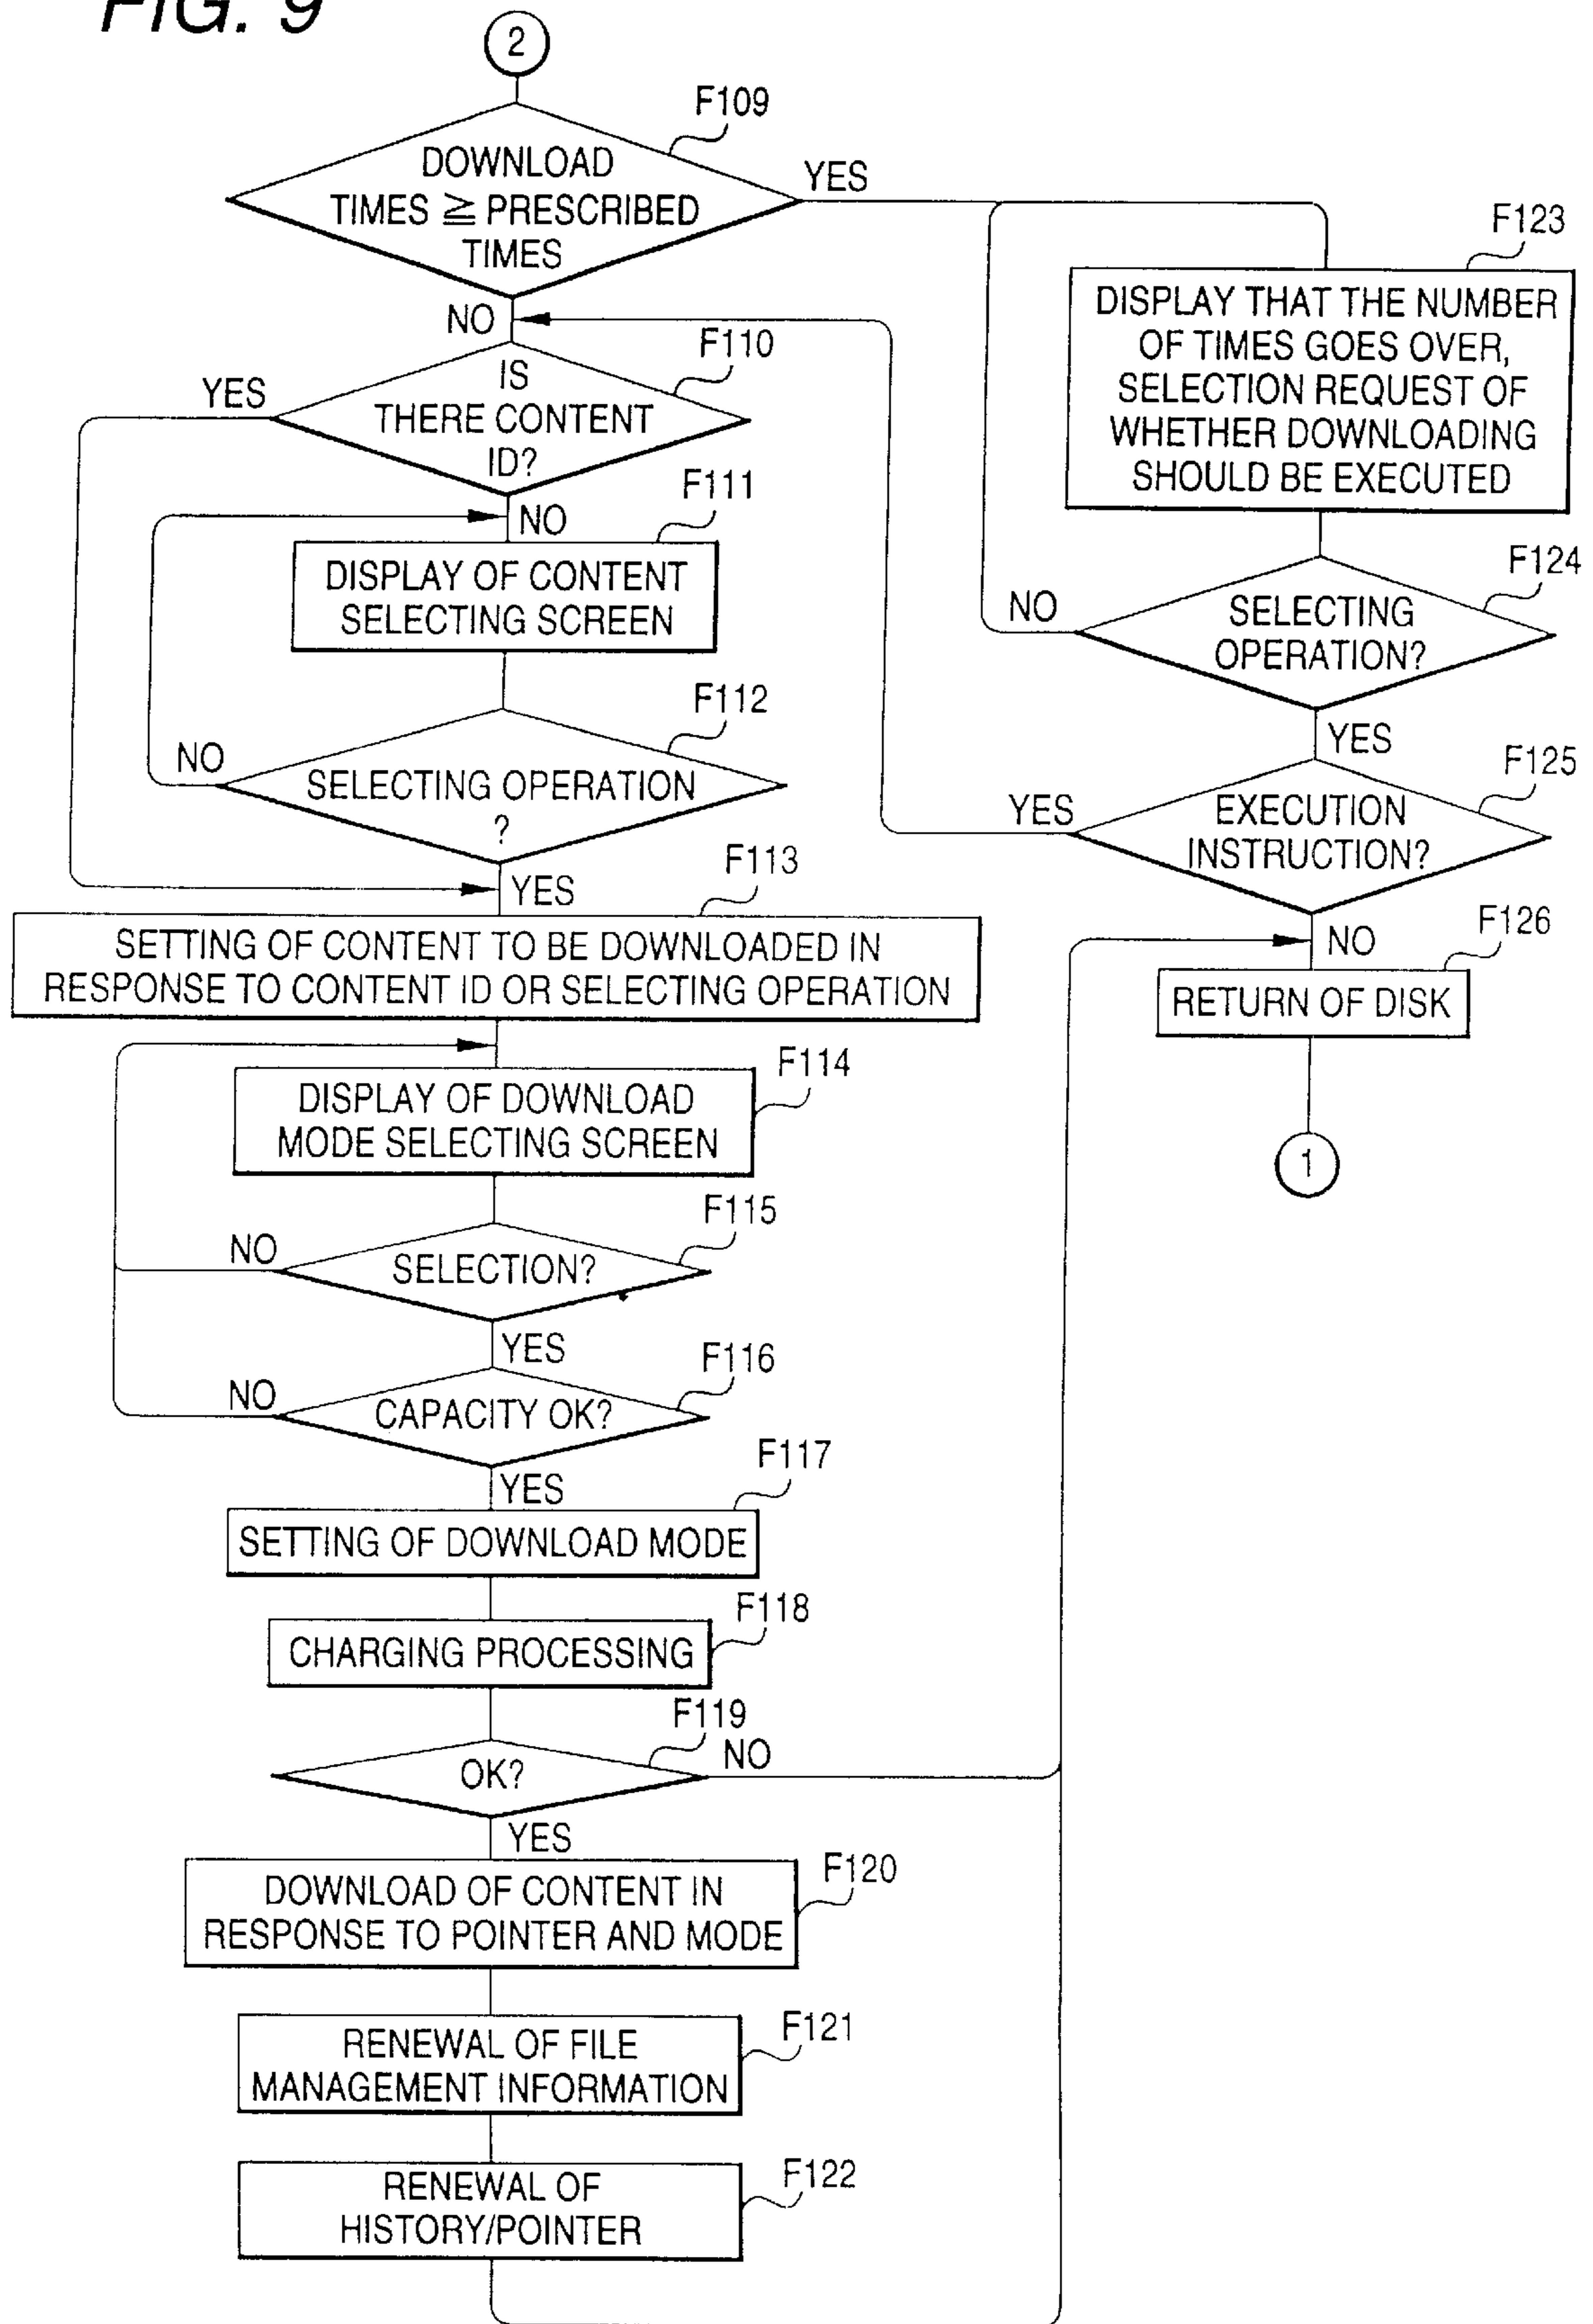 FIG. 9
2
F109
DOWNLOAD
TIMES ≧ PRESCRIBED
TIMES
YES
NO
F110
IS
THERE CONTENT
ID?
YES
NO
F111
DISPLAY OF CONTENT
SELECTING SCREEN
F112
SELECTING OPERATION
?
NO
YES
F113
SETTING OF CONTENT TO BE DOWNLOADED IN
RESPONSE TO CONTENT ID OR SELECTING OPERATION
F114
DISPLAY OF DOWNLOAD
MODE SELECTING SCREEN
F115
SELECTION?
NO
YES
F116
CAPACITY OK?
NO
YES
F117
SETTING OF DOWNLOAD MODE
F118
CHARGING PROCESSING
F119
OK?
NO
YES
F120
DOWNLOAD OF CONTENT IN
RESPONSE TO POINTER AND MODE
F121
RENEWAL OF FILE
MANAGEMENT INFORMATION
F122
RENEWAL OF
HISTORY/POINTER
F123
DISPLAY THAT THE NUMBER
OF TIMES GOES OVER,
SELECTION REQUEST OF
WHETHER DOWNLOADING
SHOULD BE EXECUTED
F124
SELECTING
OPERATION?
NO
YES
F125
EXECUTION
INSTRUCTION?
YES
NO
F126
RETURN OF DISK
1